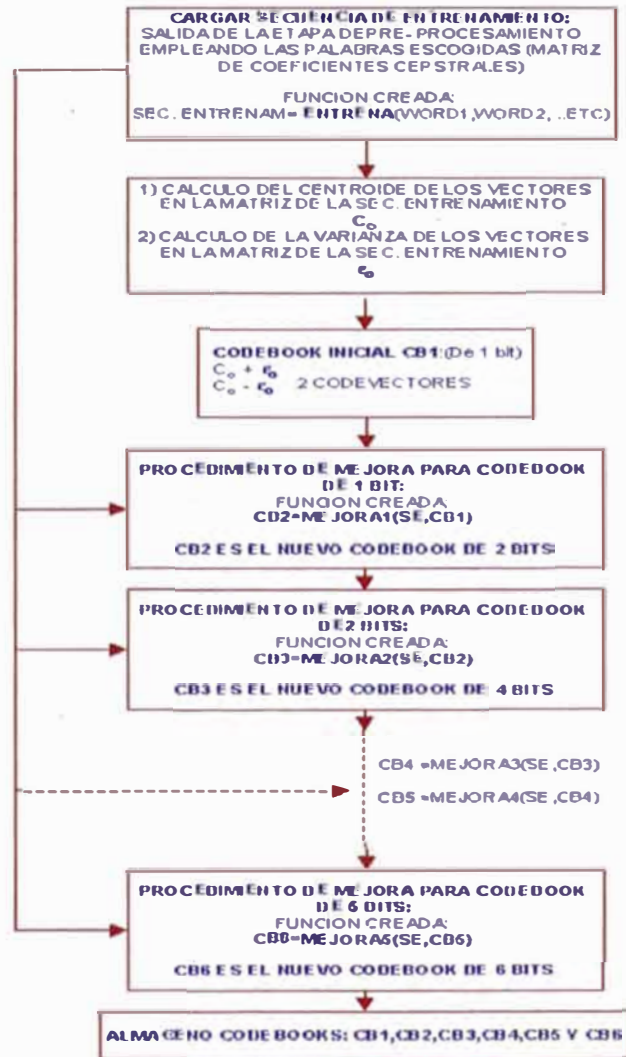 CARGAR SECUENCIA DE ENTRENAMIENTO:
SALIDA DE LA ETAPA DE PRE-PROCESAMIENTO
EMPLEANDO LAS PALABRAS ESCOGIDAS (MATRIZ
DE COEFICIENTES CEPSTRALES)
FUNCION CREADA:
SEC. ENTRENAM= ENTRENA(WORD1,WORD2, ..ETC)
1) CALCULO DEL CENTROIDE DE LOS VECTORES
EN LA MATRIZ DE LA SEC. ENTRENAMIENTO
C₀
2) CALCULO DE LA VARIANZA DE LOS VECTORES
EN LA MATRIZ DE LA SEC. ENTRENAMIENTO
ε₀
CODEBOOK INICIAL CB1:(De 1 bit)
C₀ + ε₀
C₀ - ε₀ 2 CODEVECTORES
PROCEDIMIENTO DE MEJORA PARA CODEBOOK
DE 1 BIT:
FUNCION CREADA:
CB2=MEJORA1(SE,CB1)
CB2 ES EL NUEVO CODEBOOK DE 2 BITS
PROCEDIMIENTO DE MEJORA PARA CODEBOOK
DE 2 BITS:
FUNCION CREADA:
CB3=MEJORA2(SE,CB2)
CB3 ES EL NUEVO CODEBOOK DE 4 BITS
CB4 =MEJORA3(SE,CB3)
CB5 =MEJORA4(SE,CB4)
PROCEDIMIENTO DE MEJORA PARA CODEBOOK
DE 6 BITS:
FUNCION CREADA:
CB6=MEJORA5(SE,CB5)
CB6 ES EL NUEVO CODEBOOK DE 6 BITS
ALMACENO CODEBOOKS: CB1,CB2,CB3,CB4,CB5 Y CB6